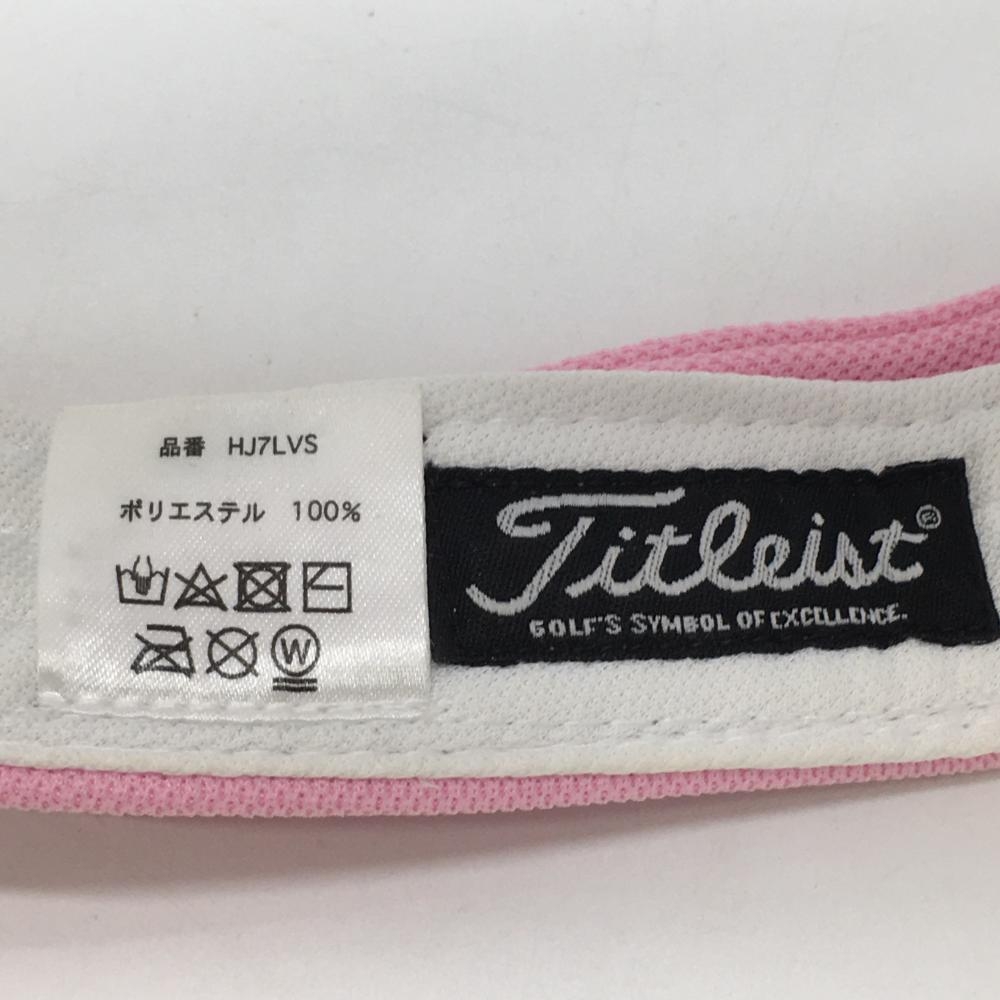 品番 HJ7LVS
ポリエステル 100%
W
Titleist®
GOLF'S SYMBOL OF EXCELLENCE.